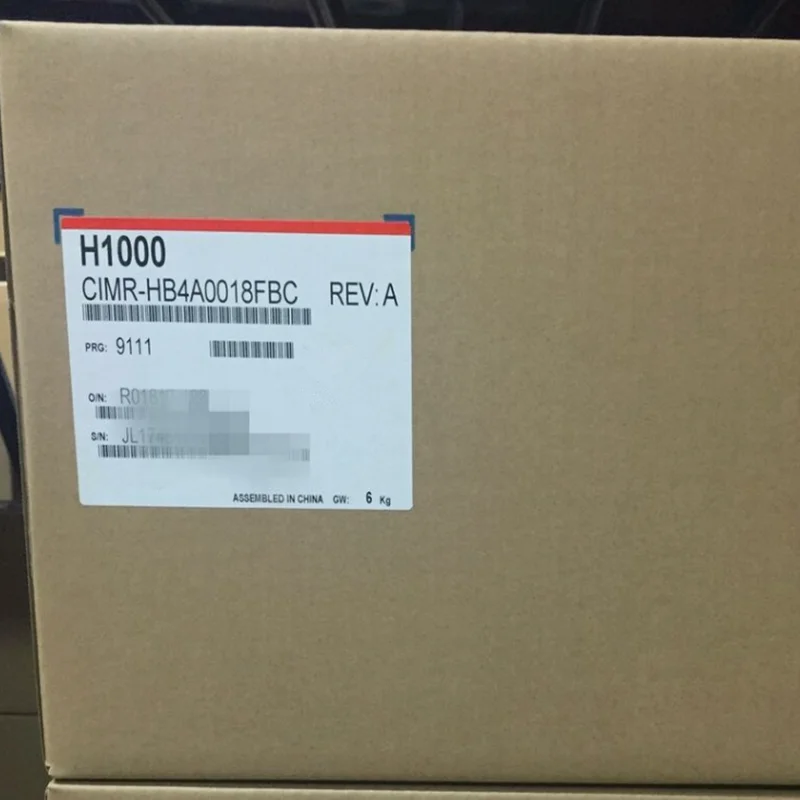 H1000
CIMR-HB4A0018FBC REV: A
PRG: 9111
O/N:
S/N:
ASSEMBLED IN CHINA GW: 6 Kg